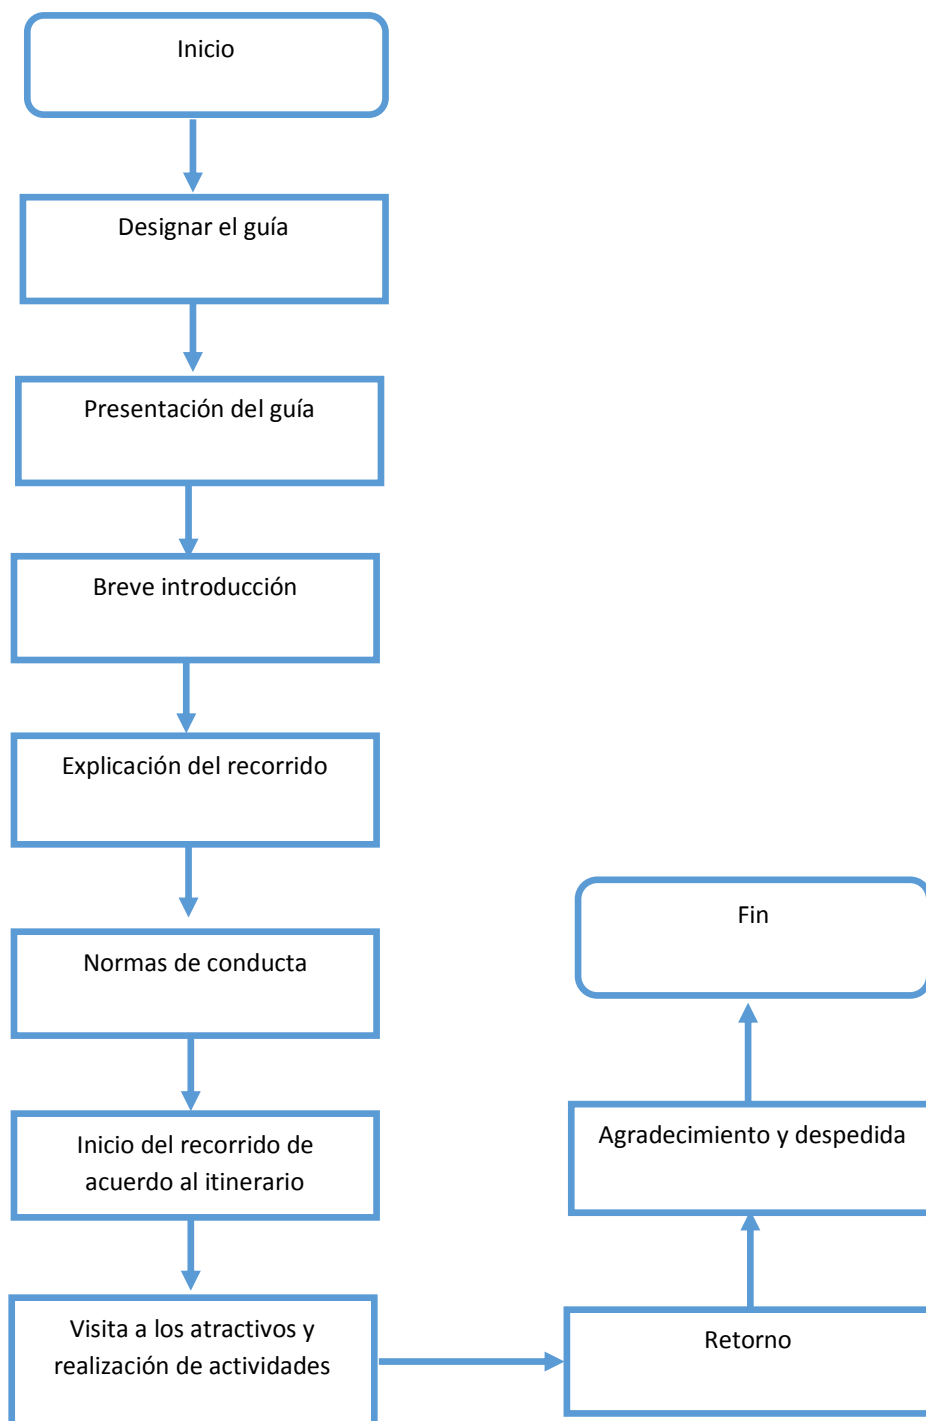 Inicio
Designar el guía
Presentación del guía
Breve introducción
Explicación del recorrido
Normas de conducta
Inicio del recorrido de
acuerdo al itinerario
Visita a los atractivos y
realización de actividades
Retorno
Agradecimiento y despedida
Fin